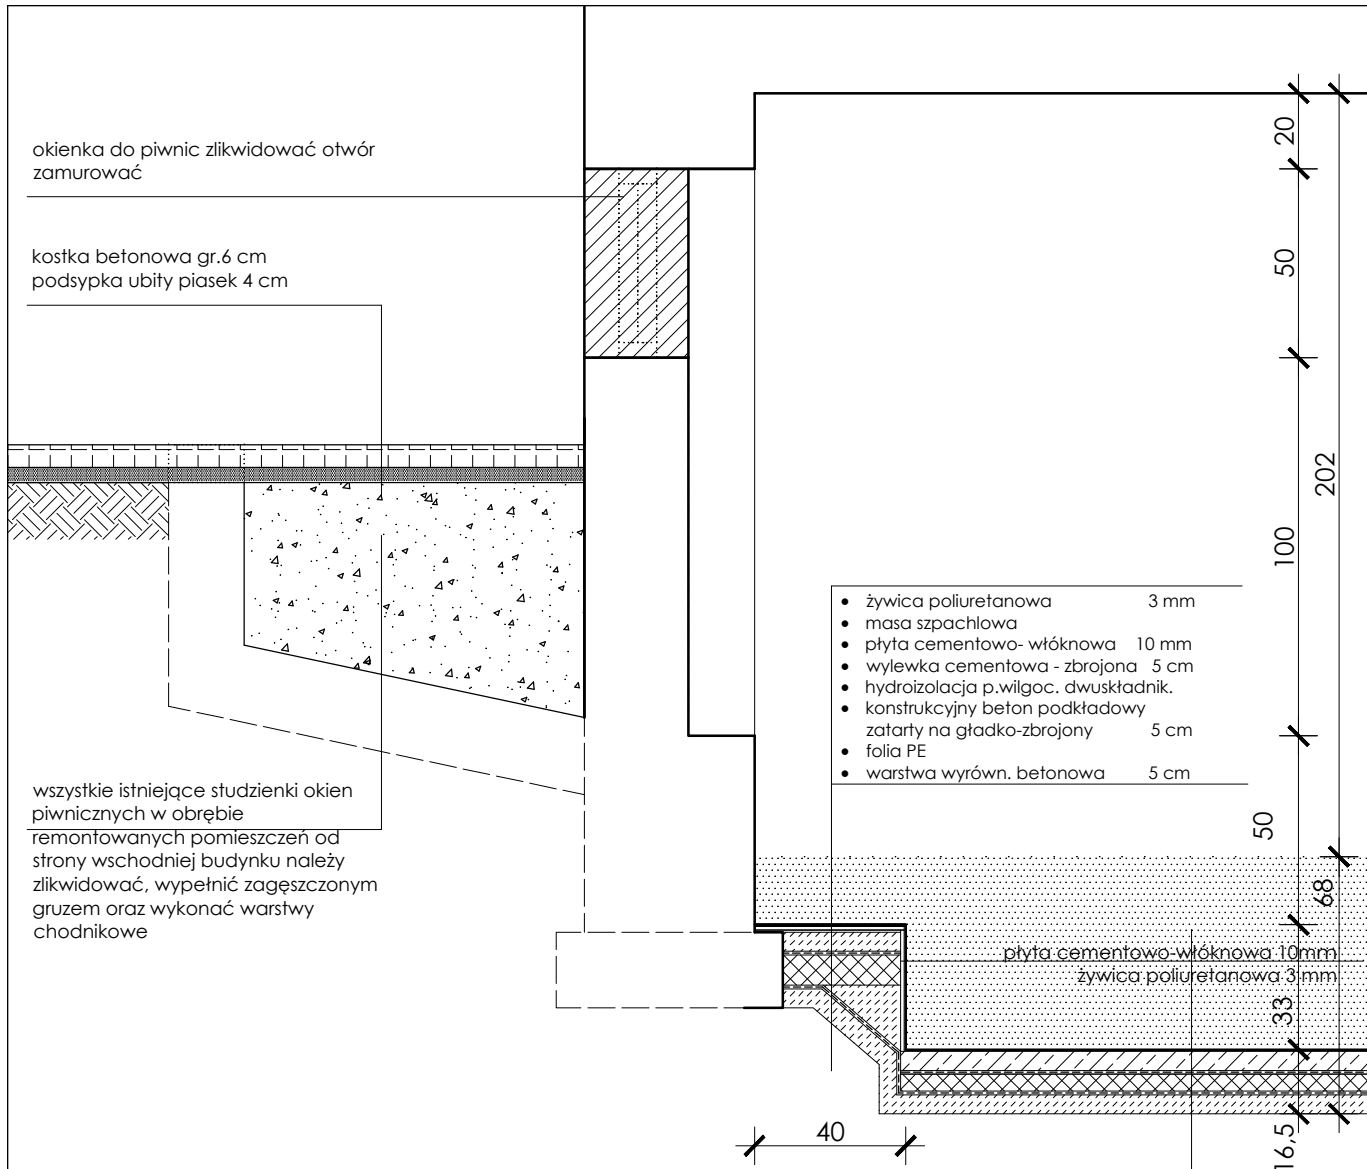 okienka do piwnic zlikwidować otwór
zamurować
kostka betonowa gr.6 cm
podsypka ubity piasek 4 cm
wszystkie istniejące studzienki okien
piwnicznych w obrębie
remontowanych pomieszczeń od
strony wschodniej budynku należy
zlikwidować, wypełnić zagęszczonym
gruzem oraz wykonać warstwy
chodnikowe
• żywica poliuretanowa 3 mm
• masa szpachlowa
• płyta cementowo- włóknowa 10 mm
• wylewka cementowa - zbrojona 5 cm
• hydroizolacja p.wilgoc. dwuskładnik.
• konstrukcyjny beton podkładowy
zatarty na gładko-zbrojony 5 cm
• folia PE
• warstwa wyrówn. betonowa 5 cm
płyta cementowo-włóknowa 10mm
żywica poliuretanowa 3 mm
20
50
100
202
50
68
33
16,5
40